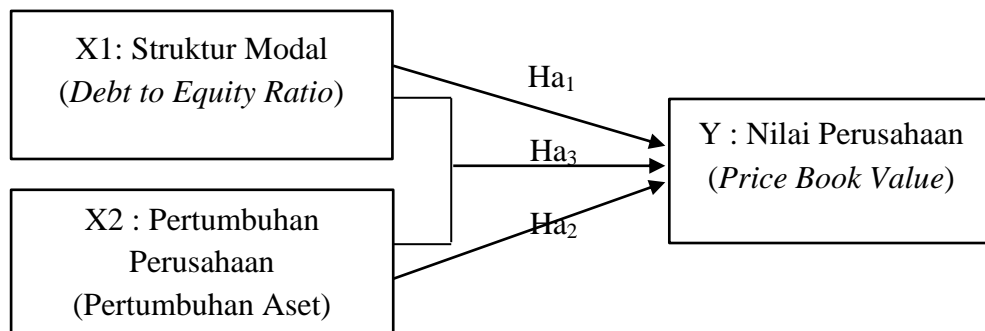 X1: Struktur Modal
(Debt to Equity Ratio)
Ha₁
Y : Nilai Perusahaan
(Price Book Value)
Ha₃
X2 : Pertumbuhan
Perusahaan
(Pertumbuhan Aset)
Ha₂